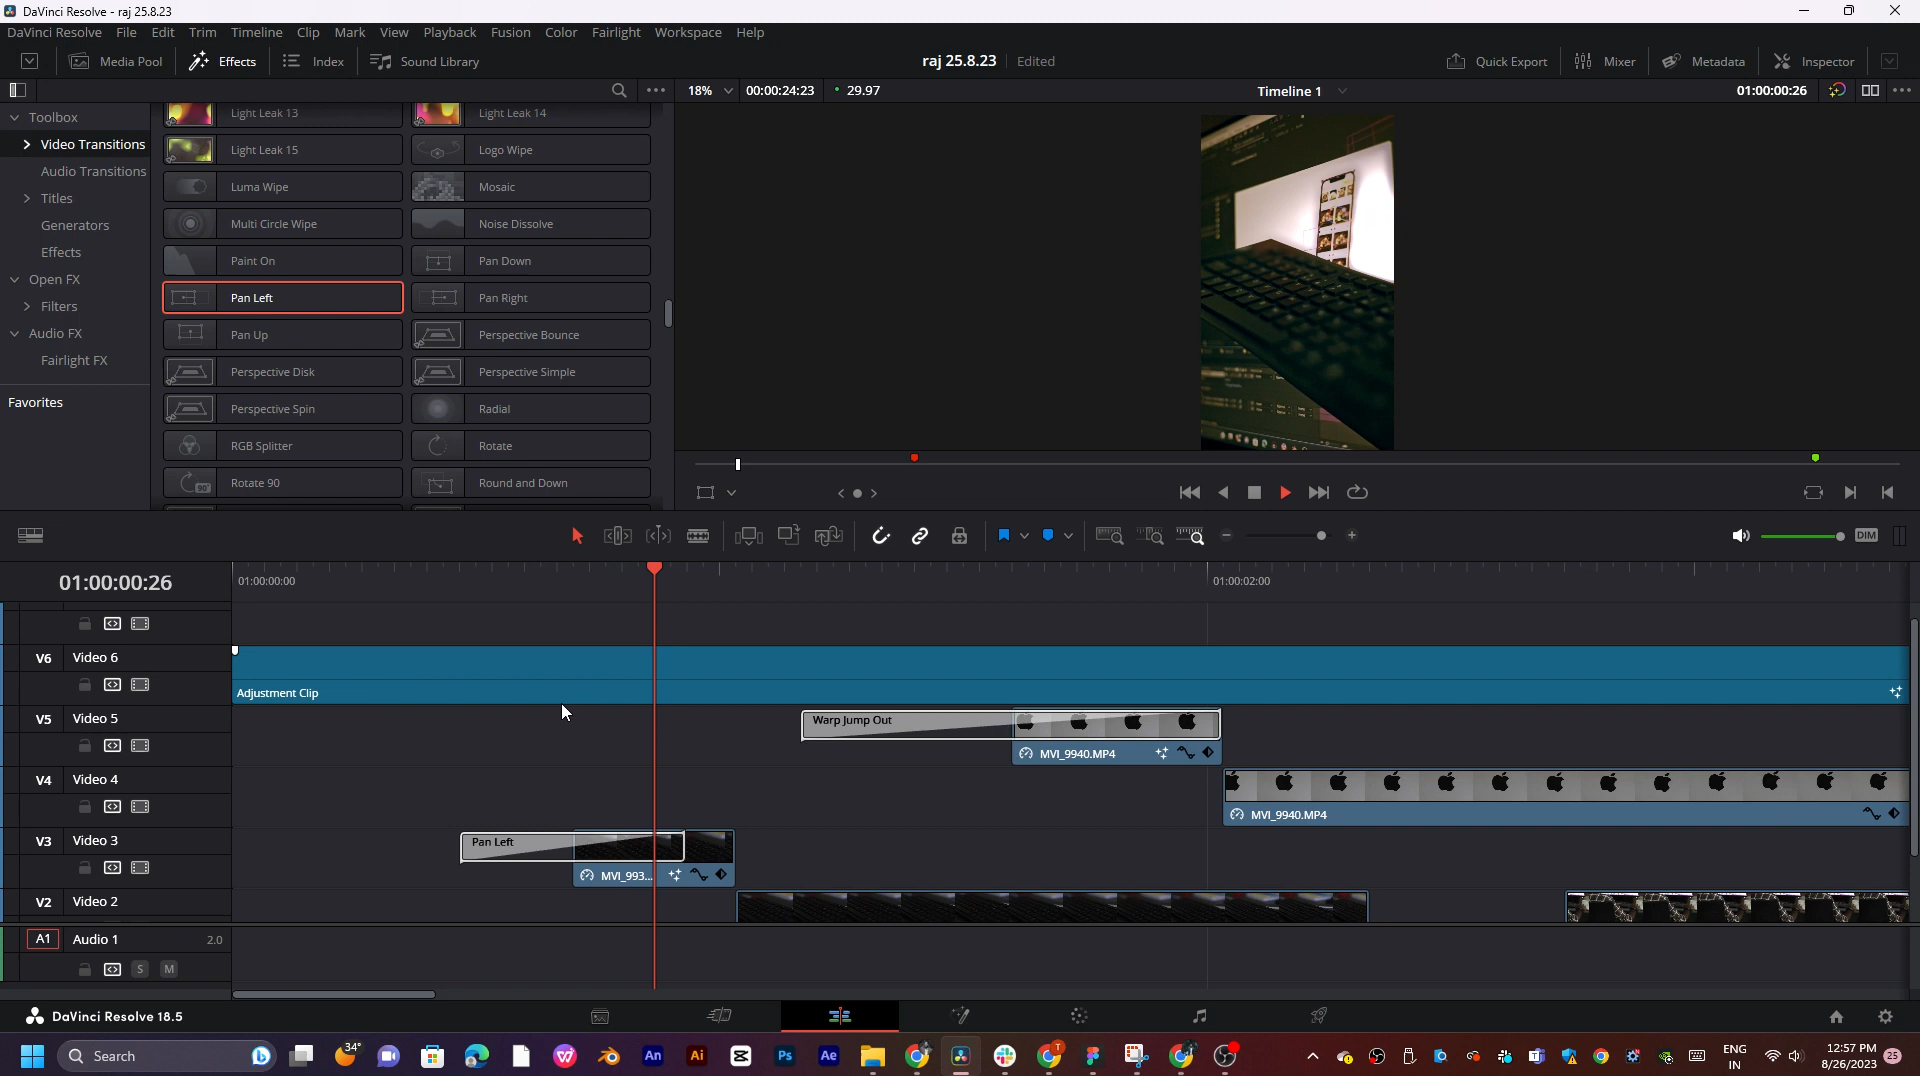 DaVinci Resolve - raj 25.8.23
DaVinci Resolve File Edit Trim Timeline Clip Mark View Playback Fusion Color Fairlight Workspace Help
Media Pool Effects Index Sound Library raj 25.8.23 Edited Quick Export Mixer Metadata Inspector
18% 00:00:24:23 29.97 Timeline 1 01:00:00:26
Toolbox
Video Transitions
Audio Transitions
Titles
Generators
Effects
Open FX
Filters
Audio FX
Fairlight FX
Favorites
Light Leak 13 Light Leak 14
Light Leak 15 Logo Wipe
Luma Wipe Mosaic
Multi Circle Wipe Noise Dissolve
Paint On Pan Down
Pan Left Pan Right
Pan Up Perspective Bounce
Perspective Disk Perspective Simple
Perspective Spin Radial
RGB Splitter Rotate
Rotate 90 Round and Down
DIM
01:00:00:26 01:00:00:00 01:00:02:00
V6 Video 6
Adjustment Clip
V5 Video 5 Warp Jump Out
MVI_9940.MP4
V4 Video 4
MVI_9940.MP4
V3 Video 3 Pan Left
MVI_993...
V2 Video 2
A1 Audio 1 2.0
S M
DaVinci Resolve 18.5
Search 34° An Ai Ps Ae ENG IN 12:57 PM 8/26/2023 25